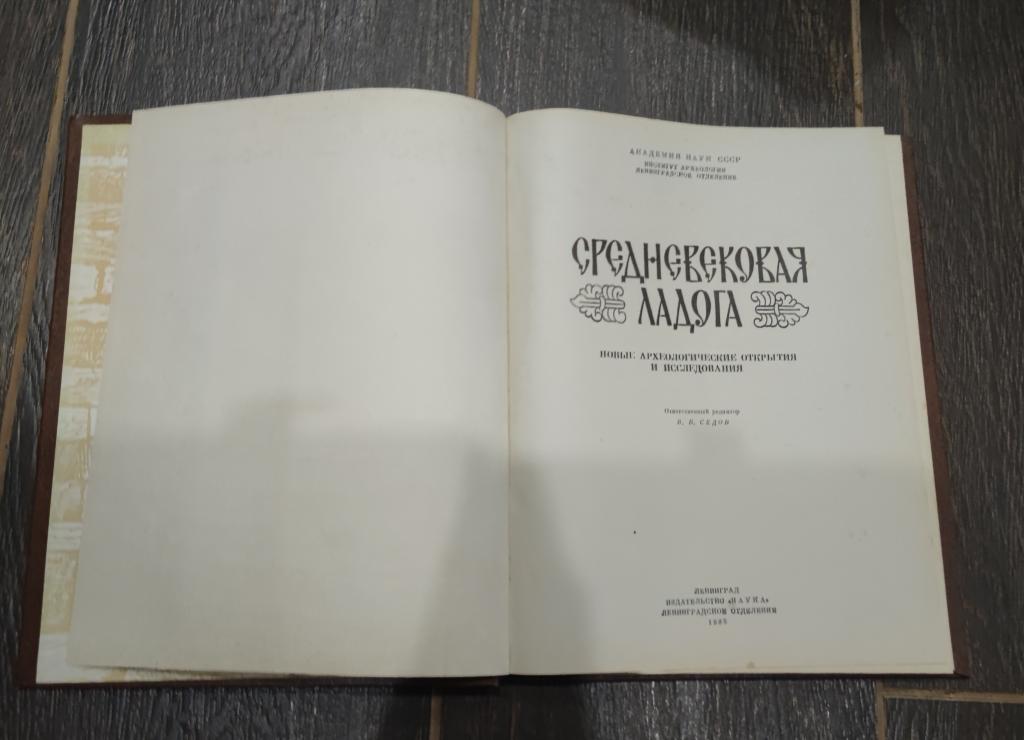 АКАДЕМИЯ НАУК СССР
ИНСТИТУТ АРХЕОЛОГИИ
ЛЕНИНГРАДСКОЕ ОТДЕЛЕНИЕ
СРЕДНЕВЕКОВАЯ
ЛАДОГА
НОВЫЕ АРХЕОЛОГИЧЕСКИЕ ОТКРЫТИЯ
И ИССЛЕДОВАНИЯ
Ответственный редактор
В. В. СЕДОВ
ЛЕНИНГРАД
ИЗДАТЕЛЬСТВО «НАУКА»
ЛЕНИНГРАДСКОЕ ОТДЕЛЕНИЕ
1985